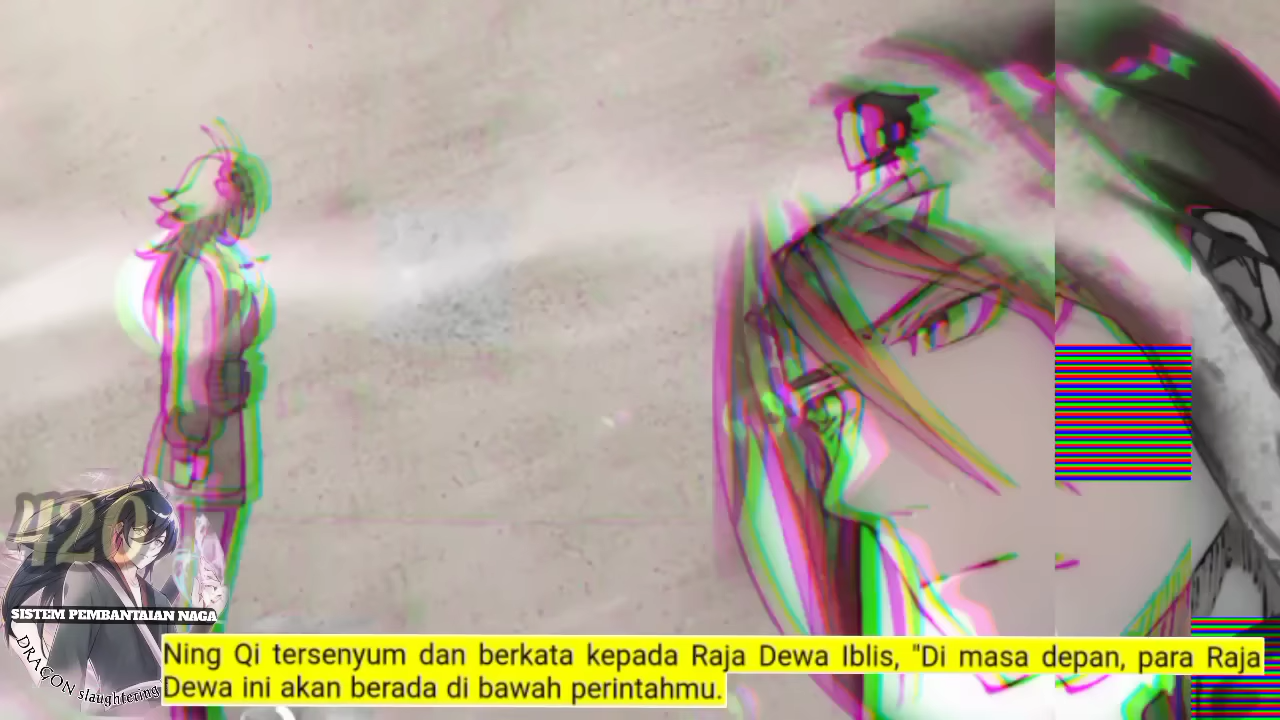 420
SISTEM PEMBANTAIAN NAGA
DRAGON slaughtering
Ning Qi tersenyum dan berkata kepada Raja Dewa Iblis, "Di masa depan, para Raja
Dewa ini akan berada di bawah perintahmu.